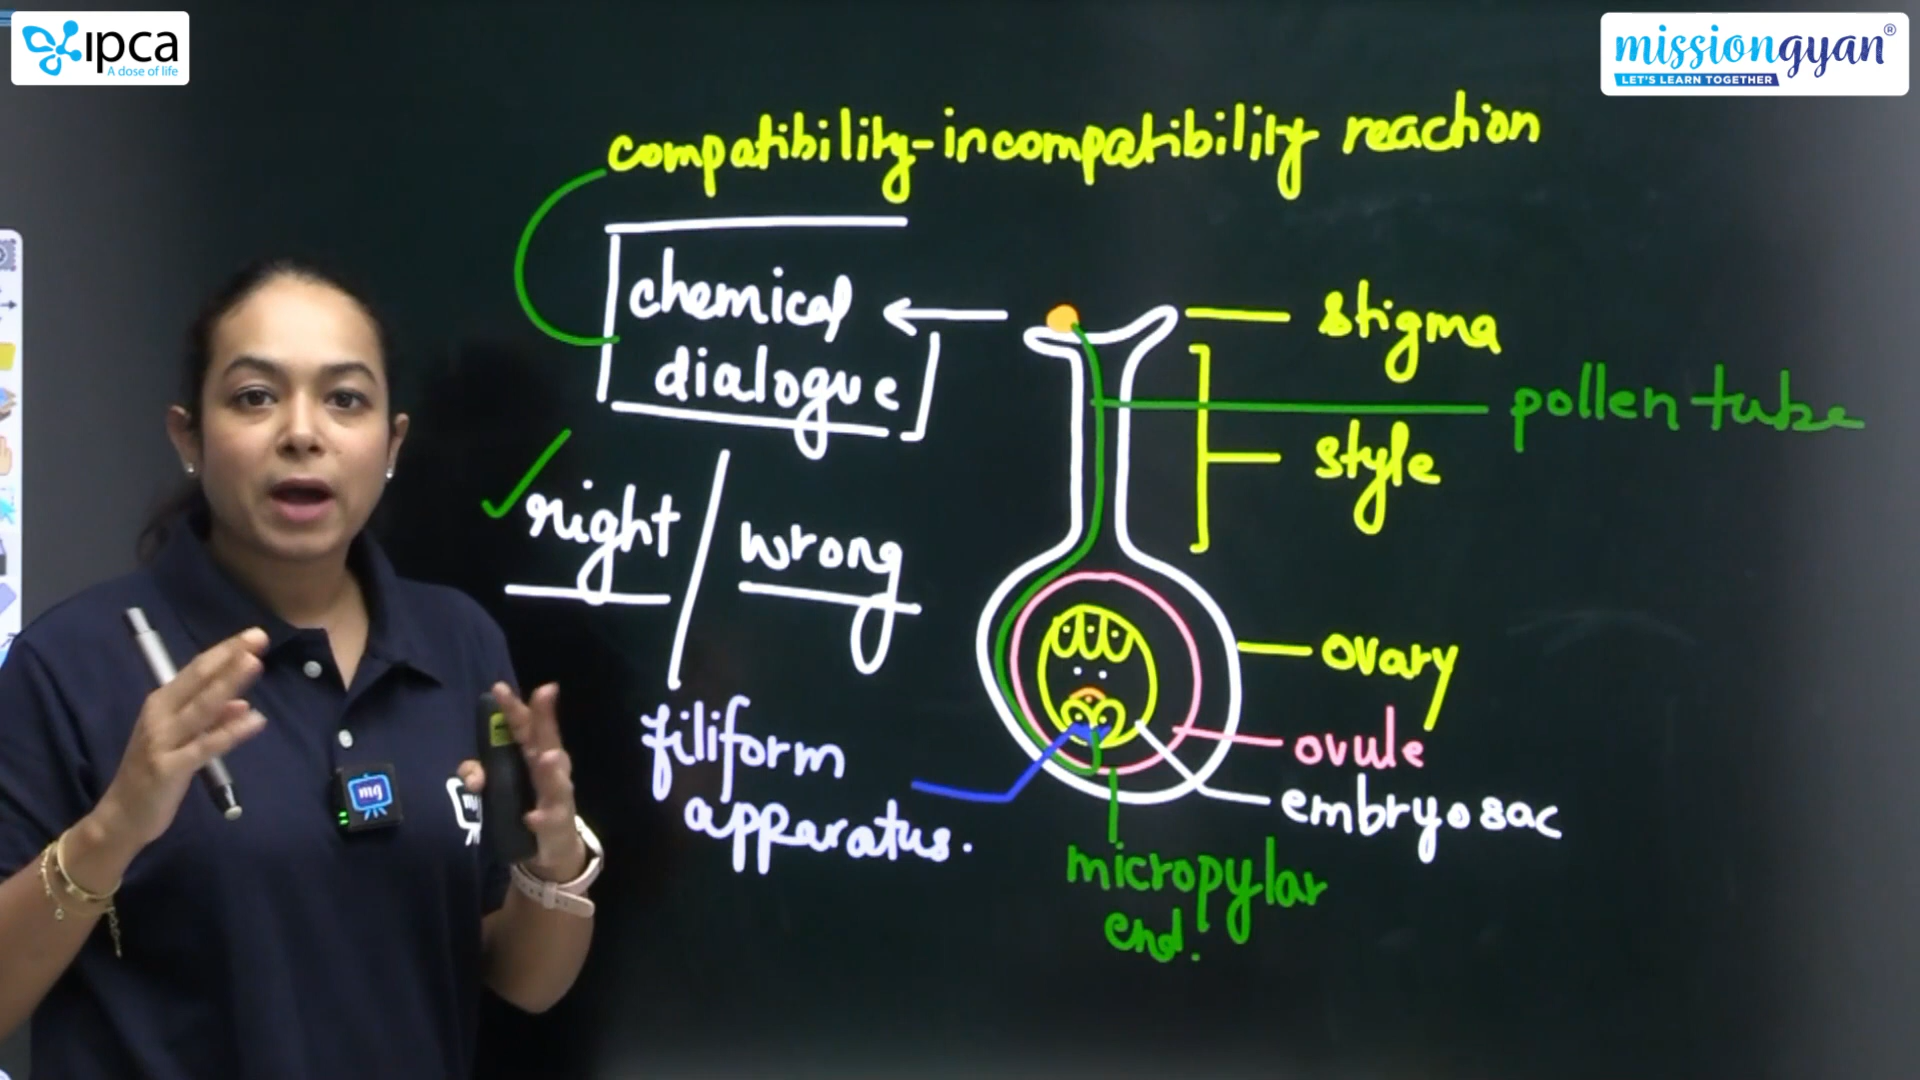 ipca
A dose of life
missiongyan®
LET'S LEARN TOGETHER
compatibility-incompatibility reaction
chemical
dialogue
right / wrong
stigma
pollen tube
style
ovary
ovule
embryosac
filiform
apparatus.
micropylar
end.
mg